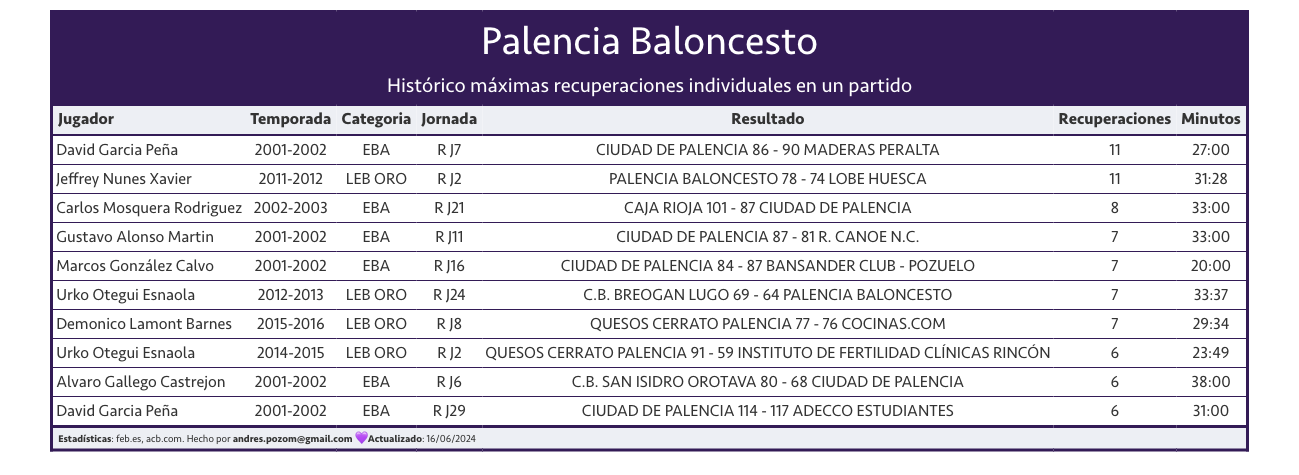 Palencia Baloncesto
Histórico máximas recuperaciones individuales en un partido
Jugador Temporada Categoria Jornada Resultado Recuperaciones Minutos
David Garcia Peña 2001-2002 EBA R J7 CIUDAD DE PALENCIA 86 - 90 MADERAS PERALTA 11 27:00
Jeffrey Nunes Xavier 2011-2012 LEB ORO R J2 PALENCIA BALONCESTO 78 - 74 LOBE HUESCA 11 31:28
Carlos Mosquera Rodriguez 2002-2003 EBA R J21 CAJA RIOJA 101 - 87 CIUDAD DE PALENCIA 8 33:00
Gustavo Alonso Martin 2001-2002 EBA R J11 CIUDAD DE PALENCIA 87 - 81 R. CANOE N.C. 7 33:00
Marcos González Calvo 2001-2002 EBA R J16 CIUDAD DE PALENCIA 84 - 87 BANSANDER CLUB - POZUELO 7 20:00
Urko Otegui Esnaola 2012-2013 LEB ORO R J24 C.B. BREOGAN LUGO 69 - 64 PALENCIA BALONCESTO 7 33:37
Demonico Lamont Barnes 2015-2016 LEB ORO R J8 QUESOS CERRATO PALENCIA 77 - 76 COCINAS.COM 7 29:34
Urko Otegui Esnaola 2014-2015 LEB ORO R J2 QUESOS CERRATO PALENCIA 91 - 59 INSTITUTO DE FERTILIDAD CLÍNICAS RINCÓN 6 23:49
Alvaro Gallego Castrejon 2001-2002 EBA R J6 C.B. SAN ISIDRO OROTAVA 80 - 68 CIUDAD DE PALENCIA 6 38:00
David Garcia Peña 2001-2002 EBA R J29 CIUDAD DE PALENCIA 114 - 117 ADECCO ESTUDIANTES 6 31:00
Estadísticas: feb.es, acb.com. Hecho por andres.pozom@gmail.com 💜Actualizado: 16/06/2024